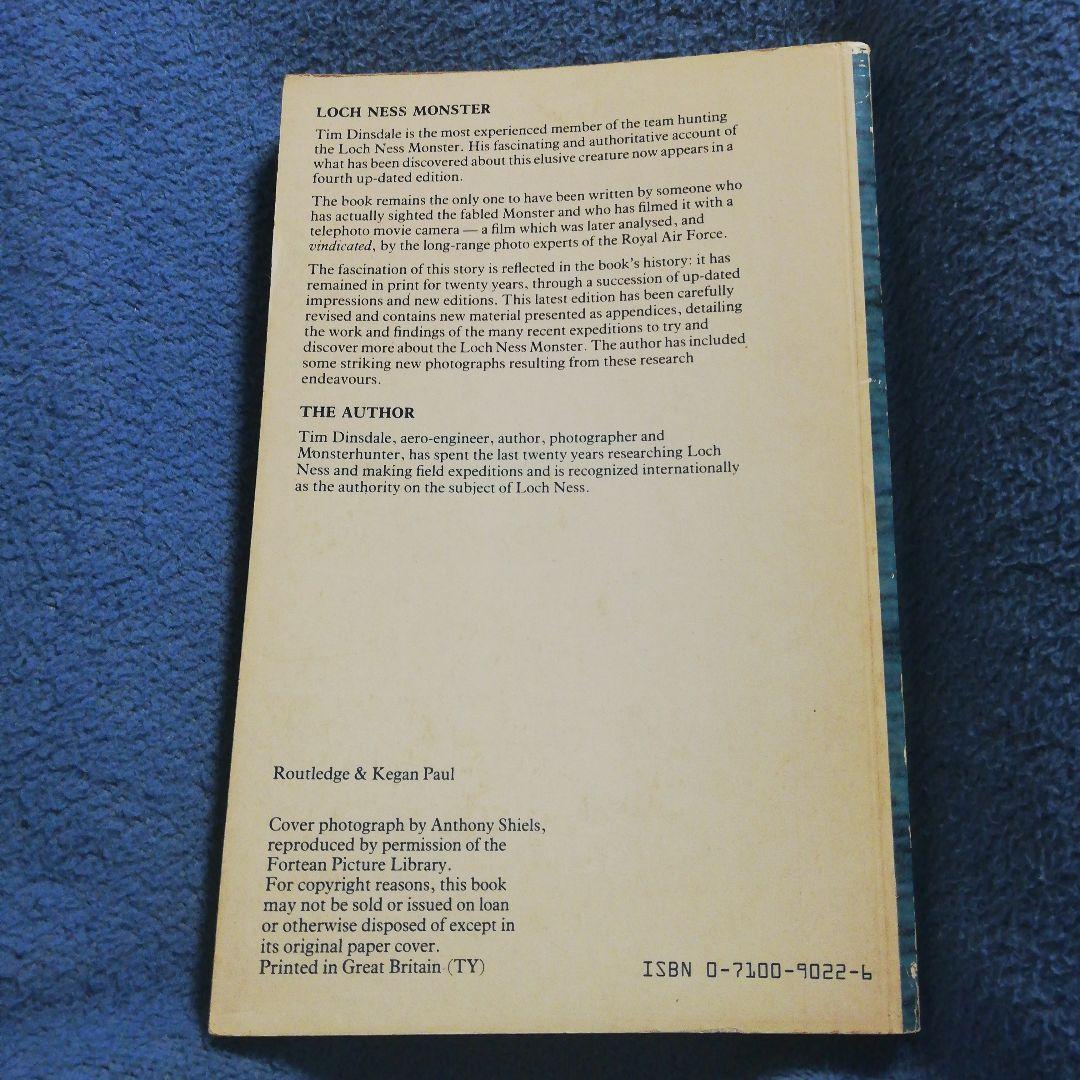 LOCH NESS MONSTER
Tim Dinsdale is the most experienced member of the team hunting
the Loch Ness Monster. His fascinating and authoritative account of
what has been discovered about this elusive creature now appears in a
fourth up-dated edition.
The book remains the only one to have been written by someone who
has actually sighted the fabled Monster and who has filmed it with a
telephoto movie camera — a film which was later analysed, and
vindicated, by the long-range photo experts of the Royal Air Force.
The fascination of this story is reflected in the book's history: it has
remained in print for twenty years, through a succession of up-dated
impressions and new editions. This latest edition has been carefully
revised and contains new material presented as appendices, detailing
the work and findings of the many recent expeditions to try and
discover more about the Loch Ness Monster. The author has included
some striking new photographs resulting from these research
endeavours.
THE AUTHOR
Tim Dinsdale, aero-engineer, author, photographer and
Monsterhunter, has spent the last twenty years researching Loch
Ness and making field expeditions and is recognized internationally
as the authority on the subject of Loch Ness.
Routledge & Kegan Paul
Cover photograph by Anthony Shiels,
reproduced by permission of the
Fortean Picture Library.
For copyright reasons, this book
may not be sold or issued on loan
or otherwise disposed of except in
its original paper cover.
Printed in Great Britain (TY)
ISBN 0-7100-9022-6